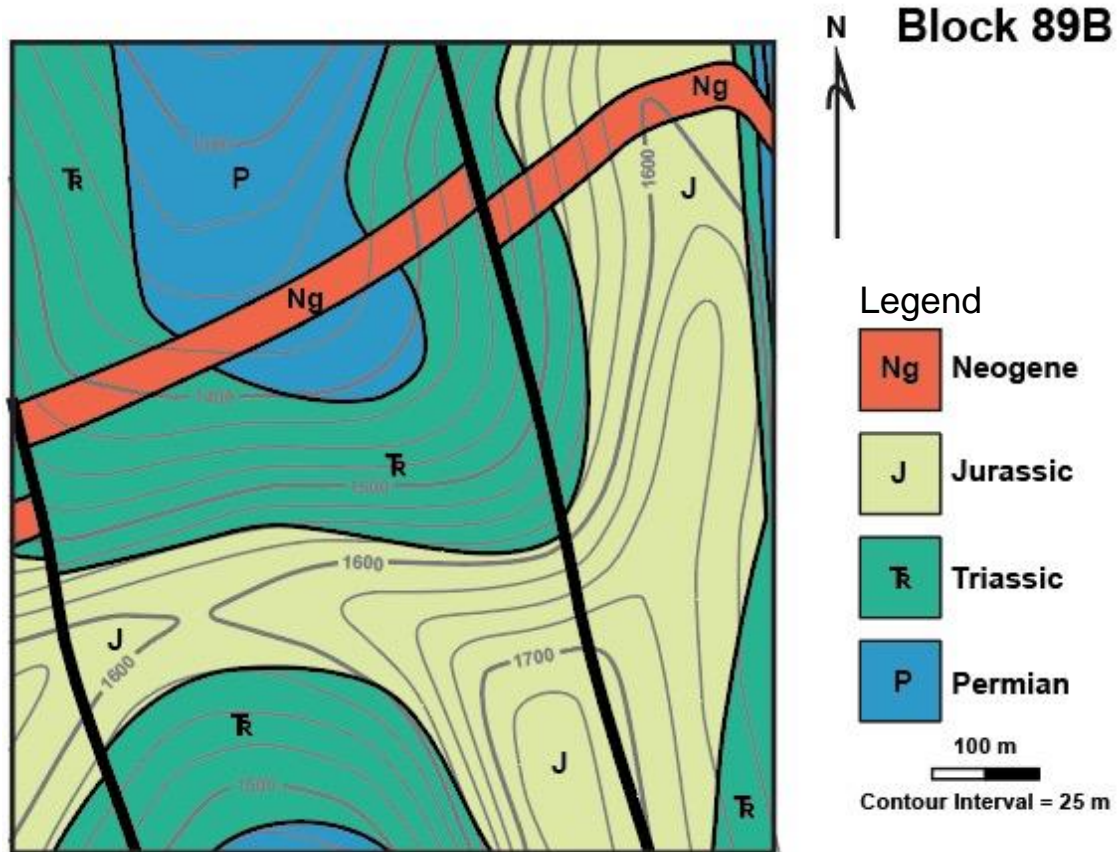 Block 89B
N
Ng
1600
TR
P
J
Ng
TR
1500
1600
J
1600
1700
TR
J
1500
TR
Legend
Ng Neogene
J Jurassic
TR Triassic
P Permian
100 m
Contour Interval = 25 m